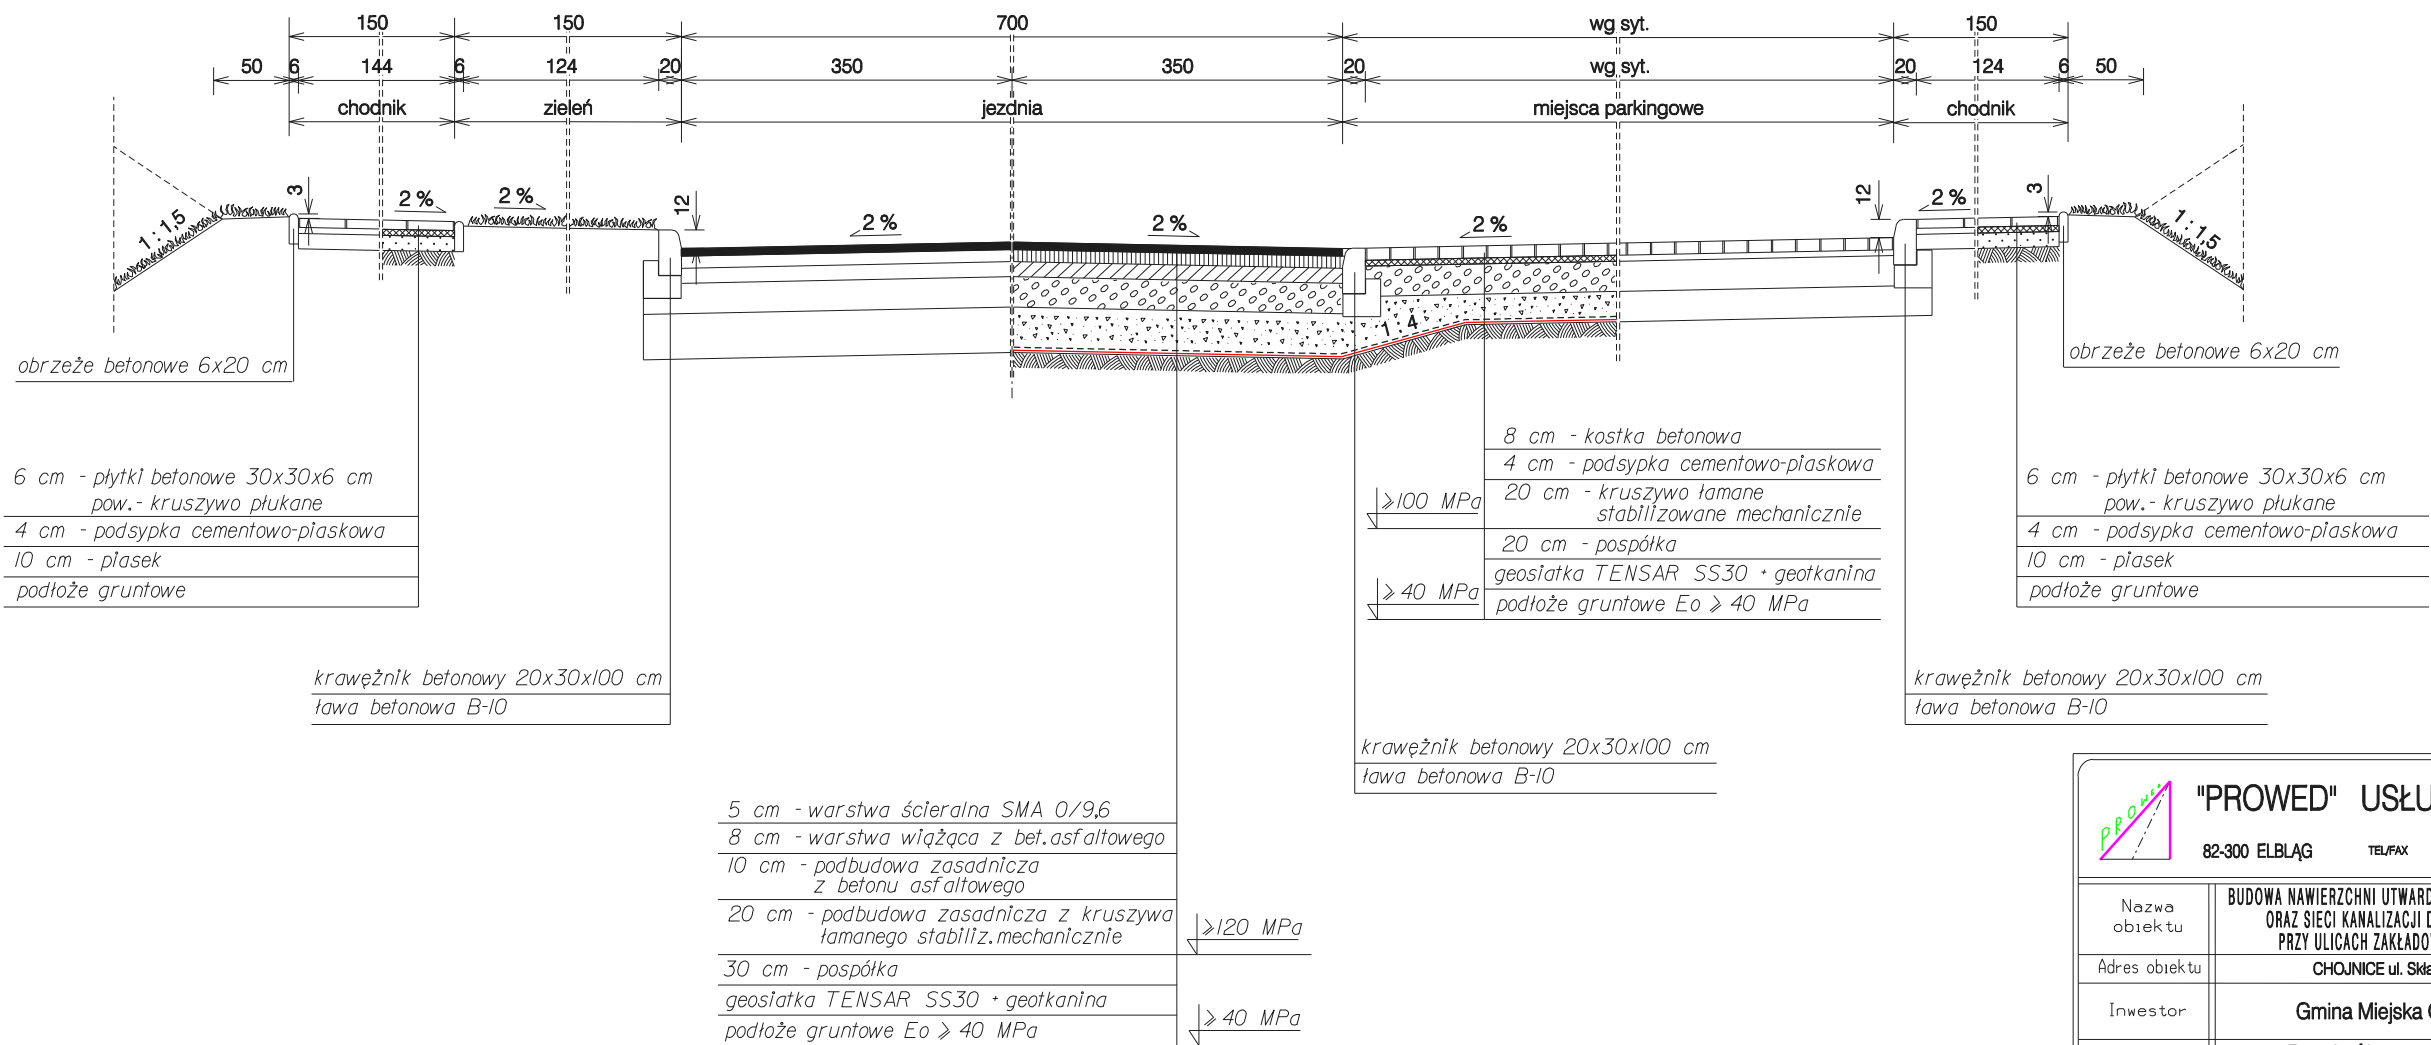 150 150 700 wg syt. 150
50 6 144 6 124 20 350 350 20 wg syt. 20 124 6 50
chodnik zieleń jezdnia miejsca parkingowe chodnik
3 2 % 2 % 12 2 % 2 % 2 % 12 2 % 3
1 : 1,5 1 : 1,5
1 : 4
obrzeże betonowe 6x20 cm
obrzeże betonowe 6x20 cm
6 cm - płytki betonowe 30x30x6 cm
pow.- kruszywo płukane
4 cm - podsypka cementowo-piaskowa
10 cm - piasek
podłoże gruntowe
8 cm - kostka betonowa
4 cm - podsypka cementowo-piaskowa
20 cm - kruszywo łamane
stabilizowane mechanicznie
≥100 MPa
20 cm - pospółka
geosiatka TENSAR SS30 + geotkanina
≥ 40 MPa
podłoże gruntowe Eo ≥ 40 MPa
6 cm - płytki betonowe 30x30x6 cm
pow.- kruszywo płukane
4 cm - podsypka cementowo-piaskowa
10 cm - piasek
podłoże gruntowe
krawężnik betonowy 20x30x100 cm
ława betonowa B-10
krawężnik betonowy 20x30x100 cm
ława betonowa B-10
krawężnik betonowy 20x30x100 cm
ława betonowa B-10
5 cm - warstwa ścieralna SMA 0/9,6
8 cm - warstwa wiążąca z bet.asfaltowego
10 cm - podbudowa zasadnicza
z betonu asfaltowego
20 cm - podbudowa zasadnicza z kruszywa
łamanego stabiliz.mechanicznie
≥120 MPa
30 cm - pospółka
geosiatka TENSAR SS30 + geotkanina
podłoże gruntowe Eo ≥ 40 MPa
≥ 40 MPa
PROWED
"PROWED" USŁU
82-300 ELBLĄG TEL/FAX
Nazwa
obiektu
BUDOWA NAWIERZCHNI UTWARD
ORAZ SIECI KANALIZACJI D
PRZY ULICACH ZAKŁADO
Adres obiektu CHOJNICE ul. Skła
Inwestor Gmina Miejska